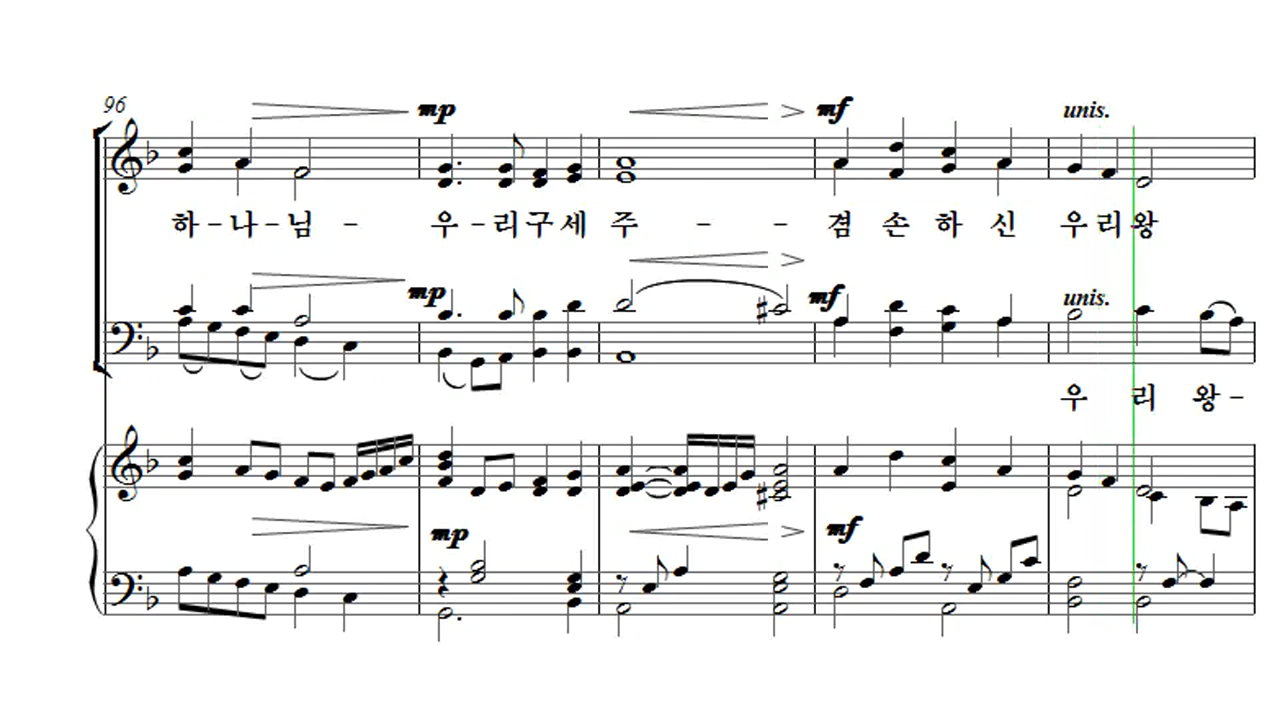 96
mp mf unis.
하-나-님 - 우-리구세 주 - - 겸 손 하 신 우리왕
mp mf unis.
우 리 왕-
mp mf